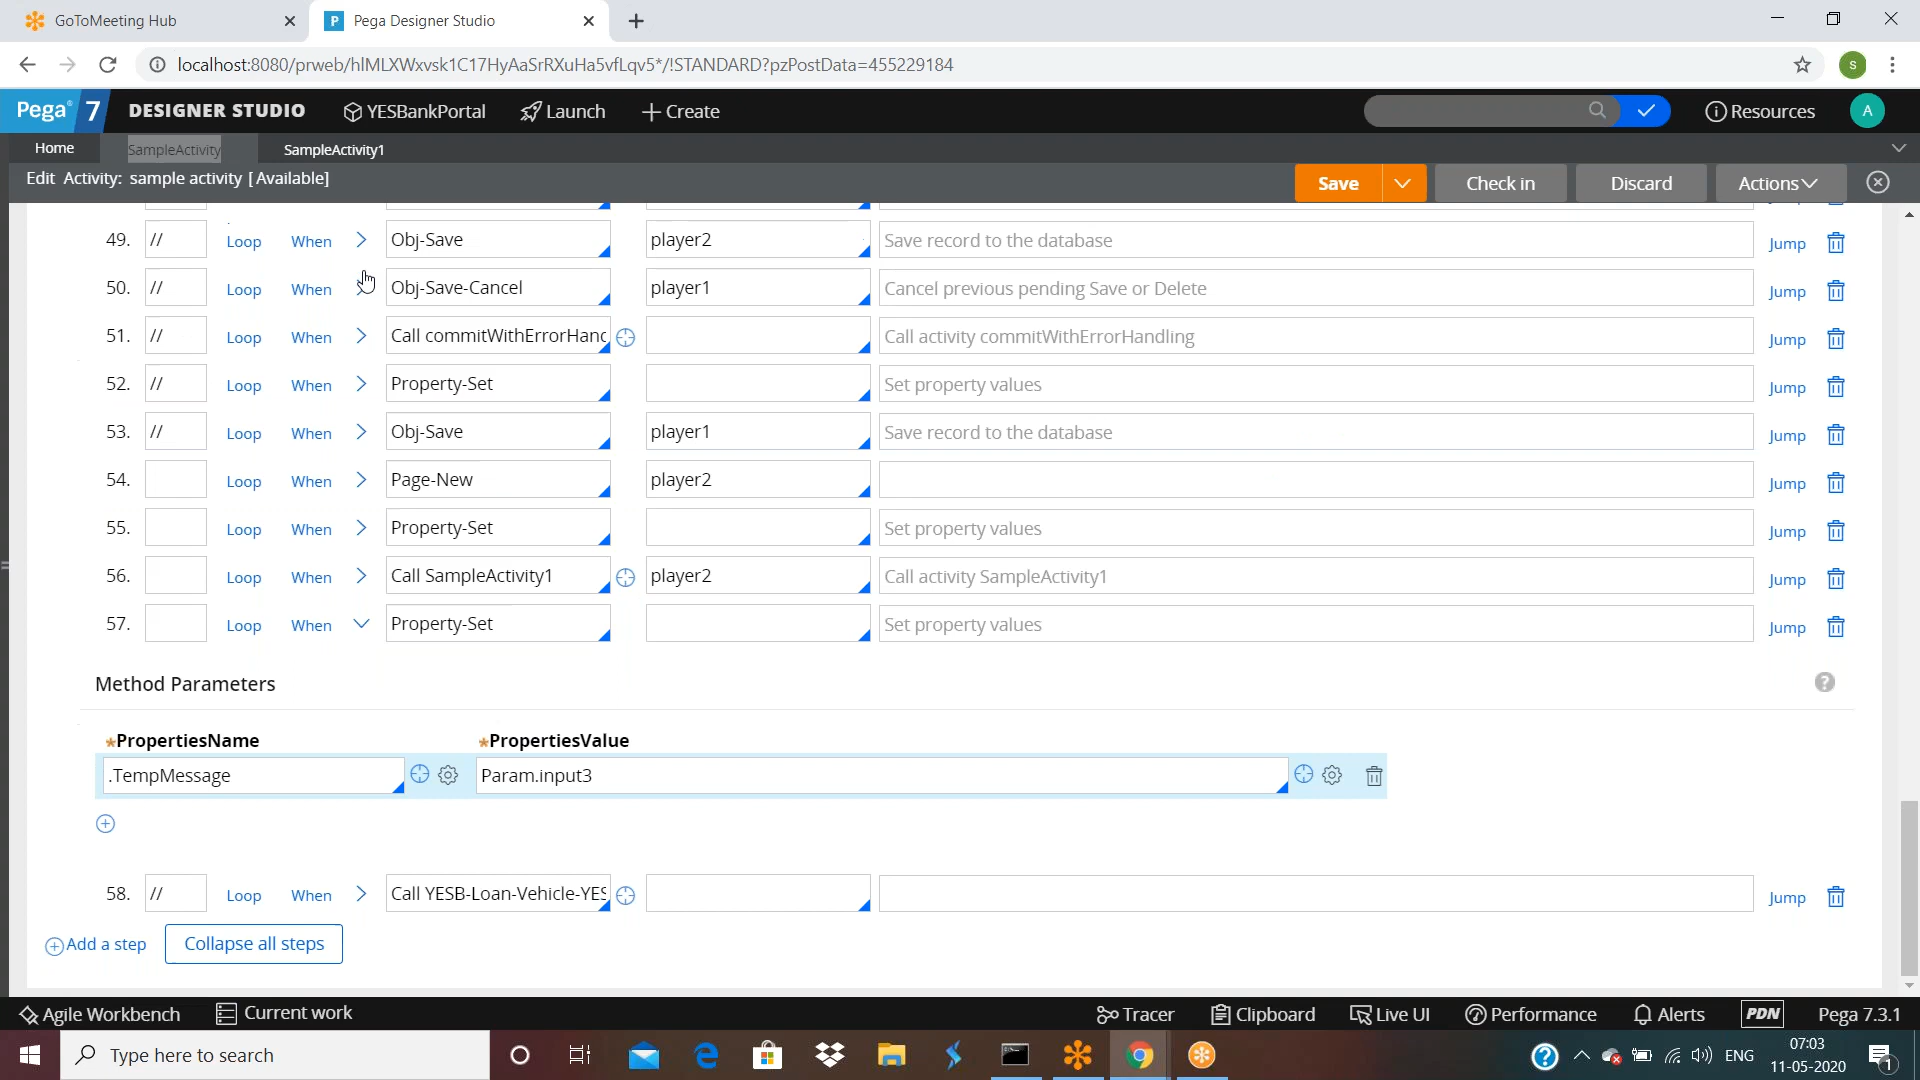 GoToMeeting Hub
Pega Designer Studio
localhost:8080/prweb/hIMLXWxvsk1C17HyAaSrRXuHa5vfLqv5*/!STANDARD?pzPostData=455229184
S
Pega 7 DESIGNER STUDIO YESBankPortal Launch Create Resources A
Home SampleActivity SampleActivity1
Edit Activity: sample activity [Available] Save Check in Discard Actions
49. // Loop When Obj-Save player2 Save record to the database Jump
50. // Loop When Obj-Save-Cancel player1 Cancel previous pending Save or Delete Jump
51. // Loop When Call commitWithErrorHand Call activity commitWithErrorHandling Jump
52. // Loop When Property-Set Set property values Jump
53. // Loop When Obj-Save player1 Save record to the database Jump
54. Loop When Page-New player2 Jump
55. Loop When Property-Set Set property values Jump
56. Loop When Call SampleActivity1 player2 Call activity SampleActivity1 Jump
57. Loop When Property-Set Set property values Jump
Method Parameters ?
*PropertiesName *PropertiesValue
.TempMessage Param.input3
58. // Loop When Call YESB-Loan-Vehicle-YES Jump
Add a step Collapse all steps
Agile Workbench Current work Tracer Clipboard Live UI Performance Alerts PDN Pega 7.3.1
Type here to search ENG 07:03
11-05-2020 1